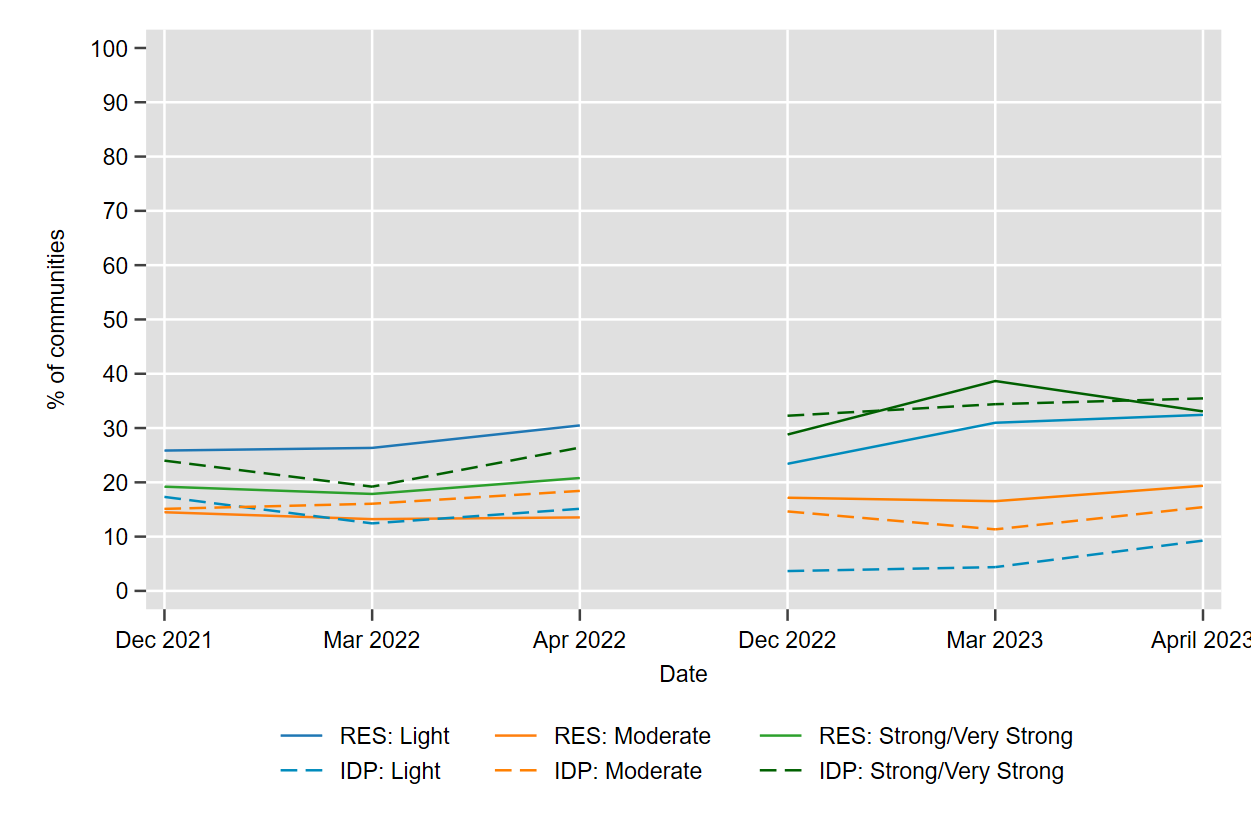 100
90
80
70
60
50
40
30
20
10
0
% of communities
Dec 2021 Mar 2022 Apr 2022 Dec 2022 Mar 2023 April 2023
Date
RES: Light RES: Moderate RES: Strong/Very Strong
IDP: Light IDP: Moderate IDP: Strong/Very Strong